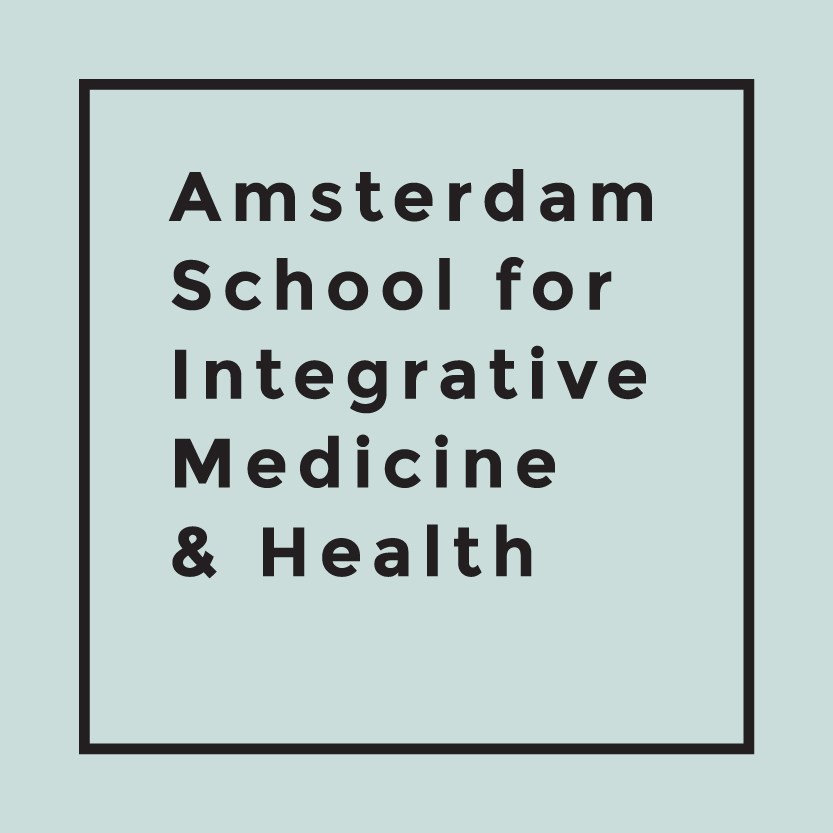 Amsterdam
School for
Integrative
Medicine
& Health